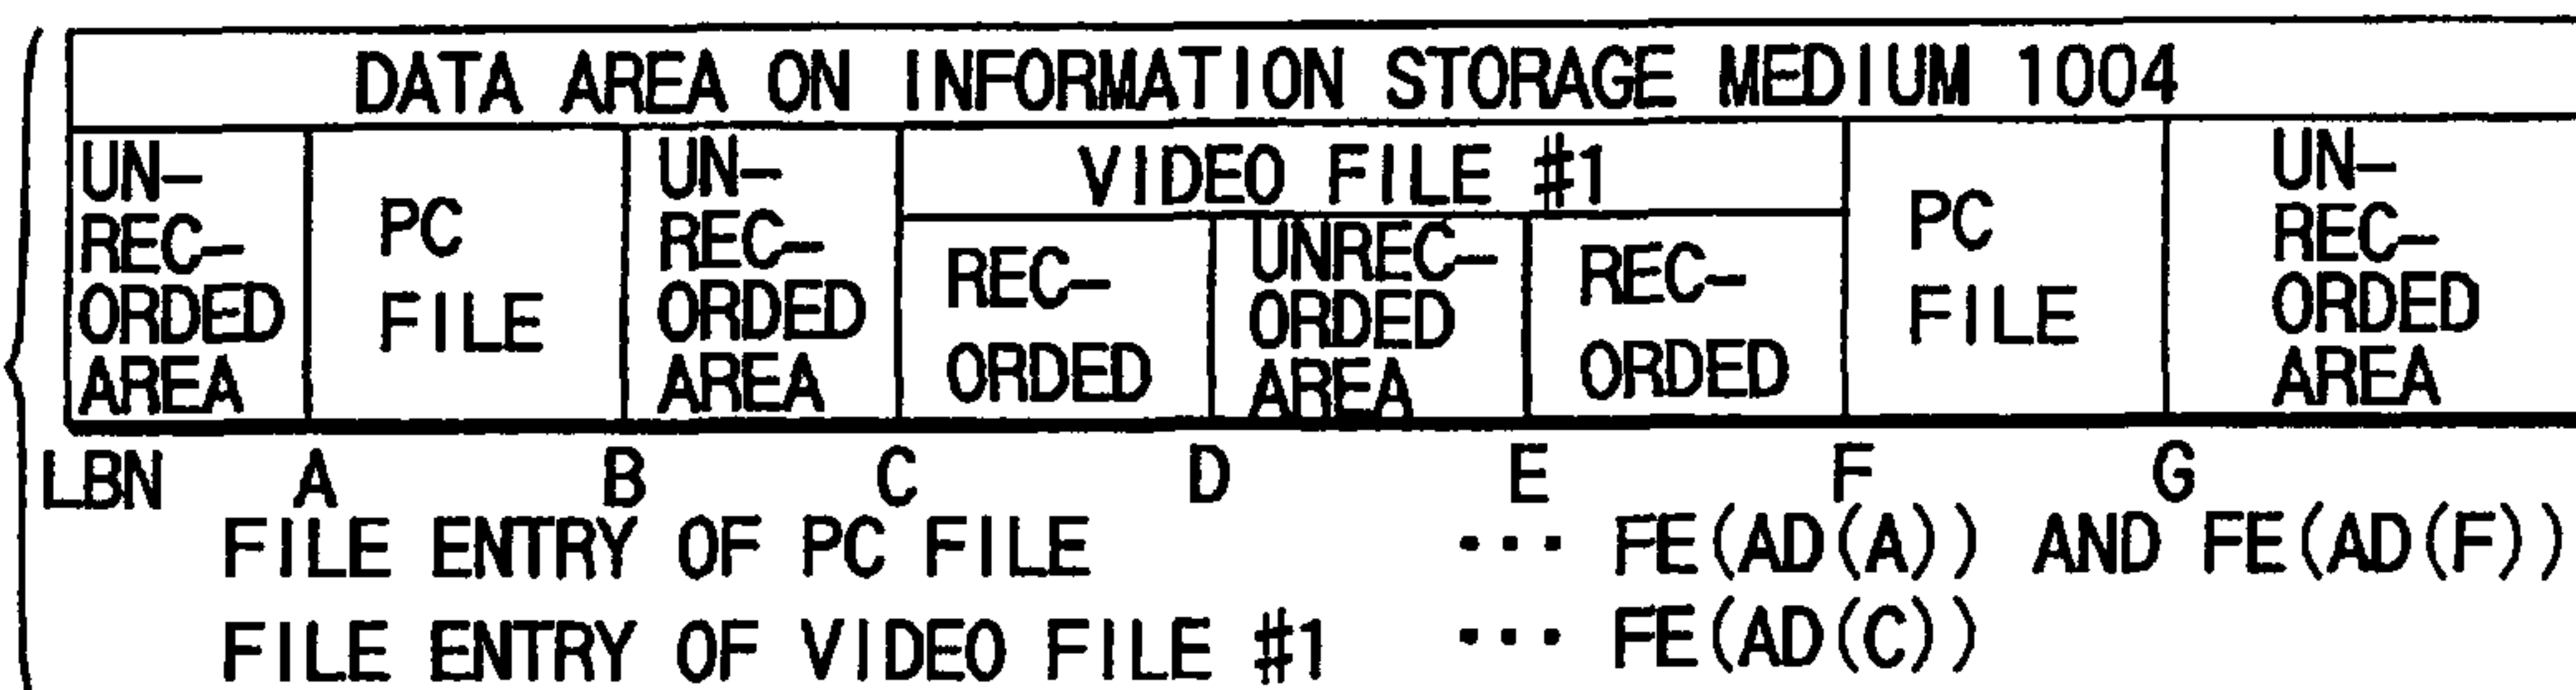 DATA AREA ON INFORMATION STORAGE MEDIUM 1004
UN-
REC-
ORDED
AREA
PC
FILE
UN-
REC-
ORDED
AREA
VIDEO FILE #1
REC-
ORDED
UNREC-
ORDED
AREA
REC-
ORDED
PC
FILE
UN-
REC-
ORDED
AREA
LBN A B C D E F G
FILE ENTRY OF PC FILE ··· FE(AD(A)) AND FE(AD(F))
FILE ENTRY OF VIDEO FILE #1 ··· FE(AD(C))